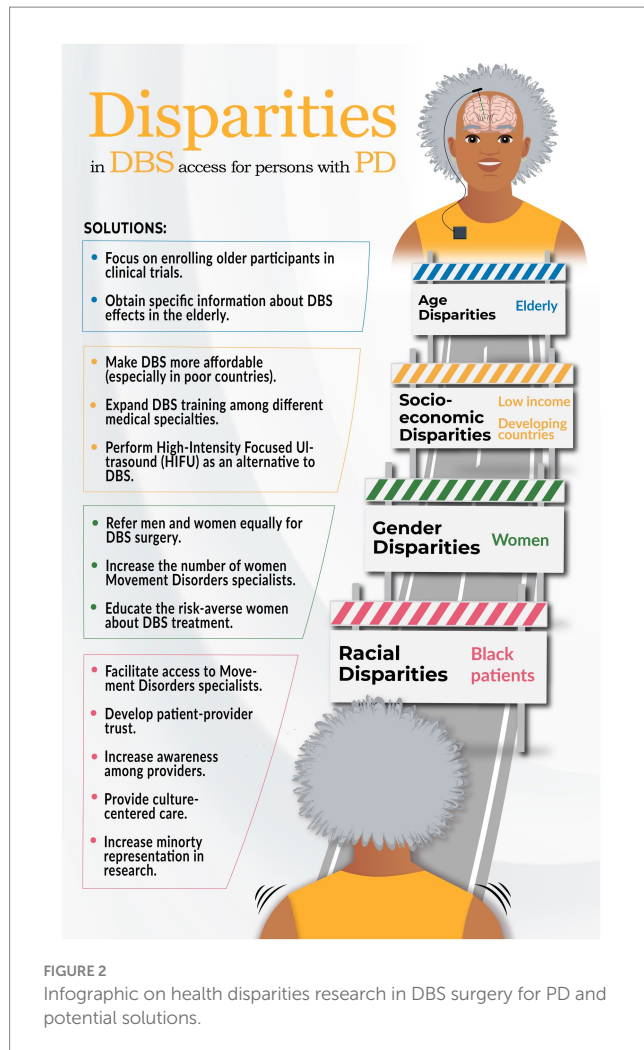 Disparities
in DBS access for persons with PD
SOLUTIONS:
• Focus on enrolling older participants in
clinical trials.
• Obtain specific information about DBS
effects in the elderly.
Age
Disparities
Elderly
• Make DBS more affordable
(especially in poor countries).
• Expand DBS training among different
medical specialties.
• Perform High-Intensity Focused Ul-
trasound (HIFU) as an alternative to
DBS.
Socio-
economic
Disparities
Low income
Developing
countries
• Refer men and women equally for
DBS surgery.
• Increase the number of women
Movement Disorders specialists.
• Educate the risk-averse women
about DBS treatment.
Gender
Disparities
Women
• Facilitate access to Move-
ment Disorders specialists.
• Develop patient-provider
trust.
• Increase awareness
among providers.
• Provide culture-
centered care.
• Increase minorty
representation in
research.
Racial
Disparities
Black
patients
FIGURE 2
Infographic on health disparities research in DBS surgery for PD and
potential solutions.